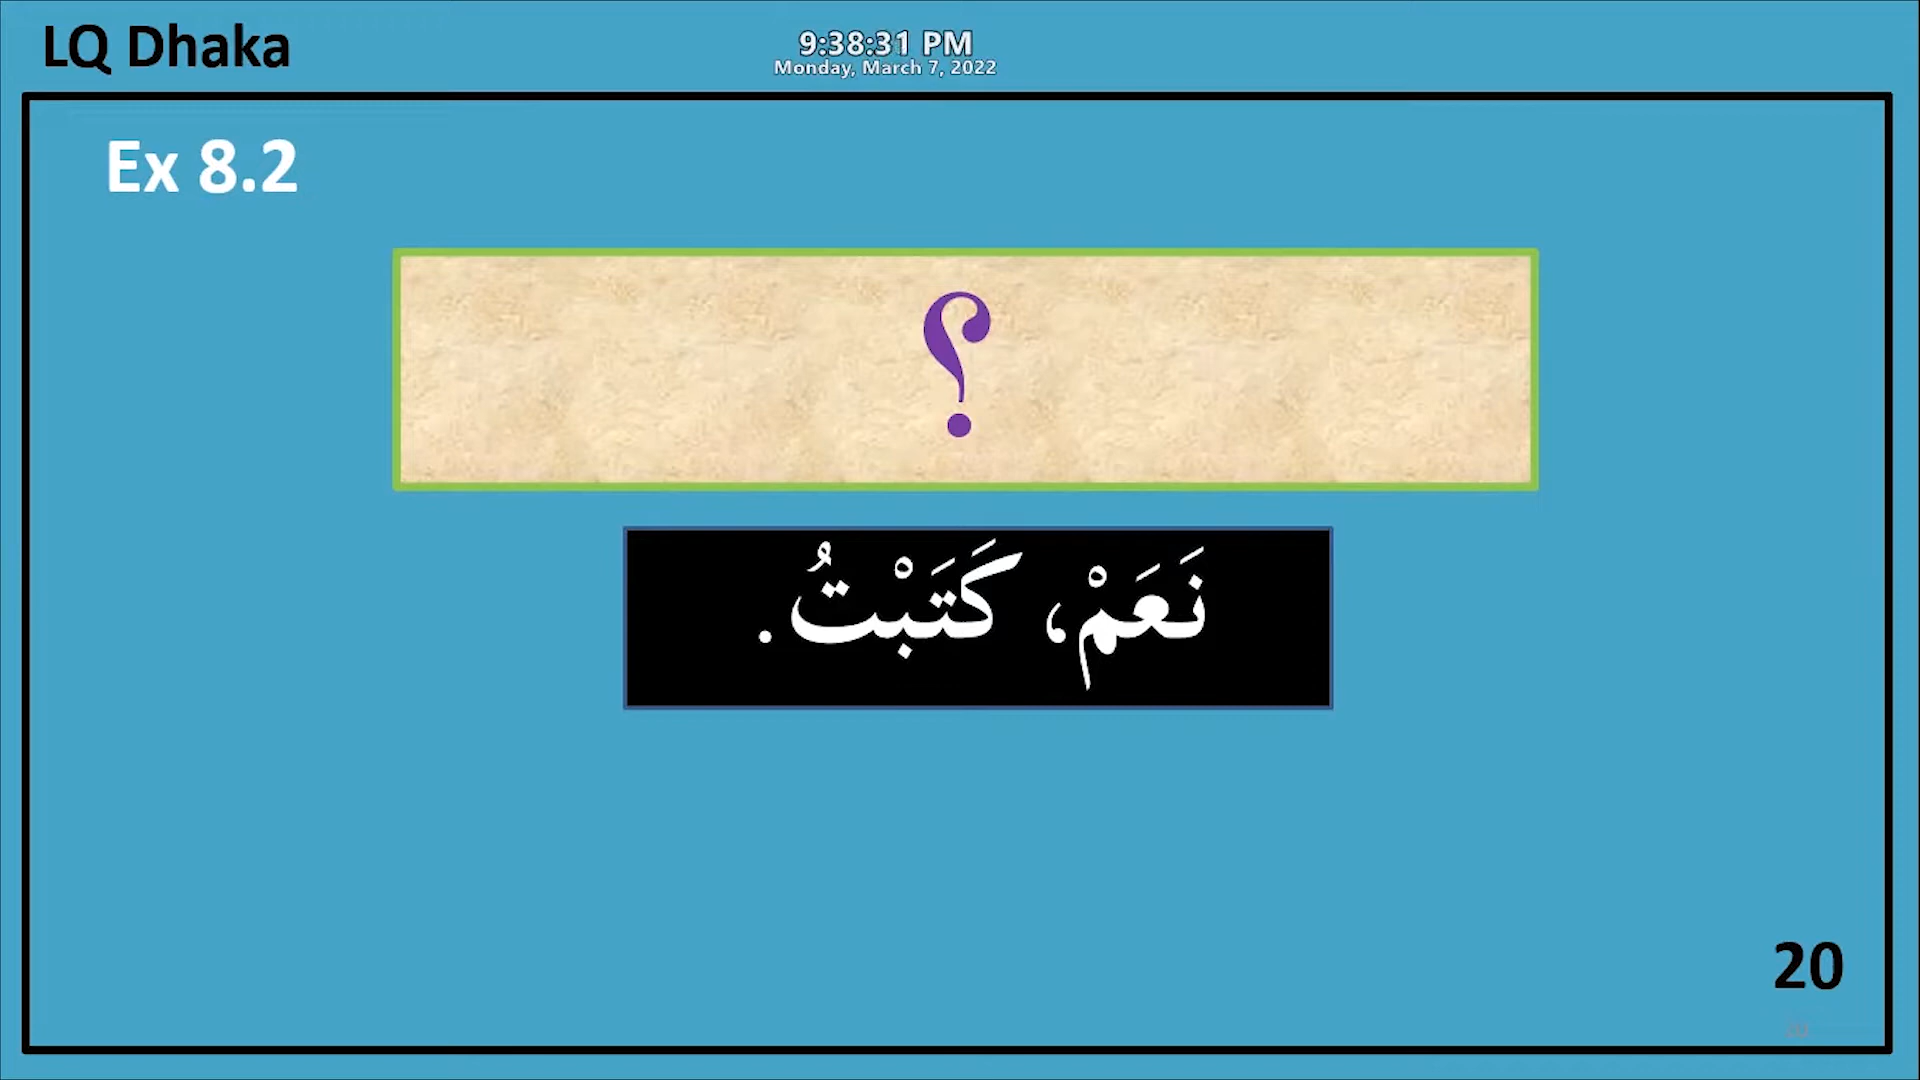 LQ Dhaka
9:38:31 PM
Monday, March 7, 2022
Ex 8.2
؟
نَعَمْ، كَتَبْتُ.
20